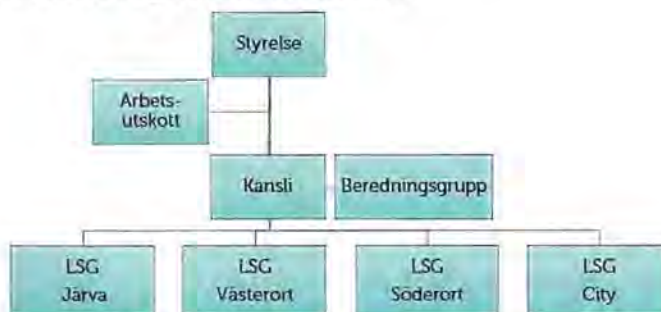 Styrelse
Arbets-
utskott
Kansli
Beredningsgrupp
LSG
Järva
LSG
Västerort
LSG
Söderort
LSG
City